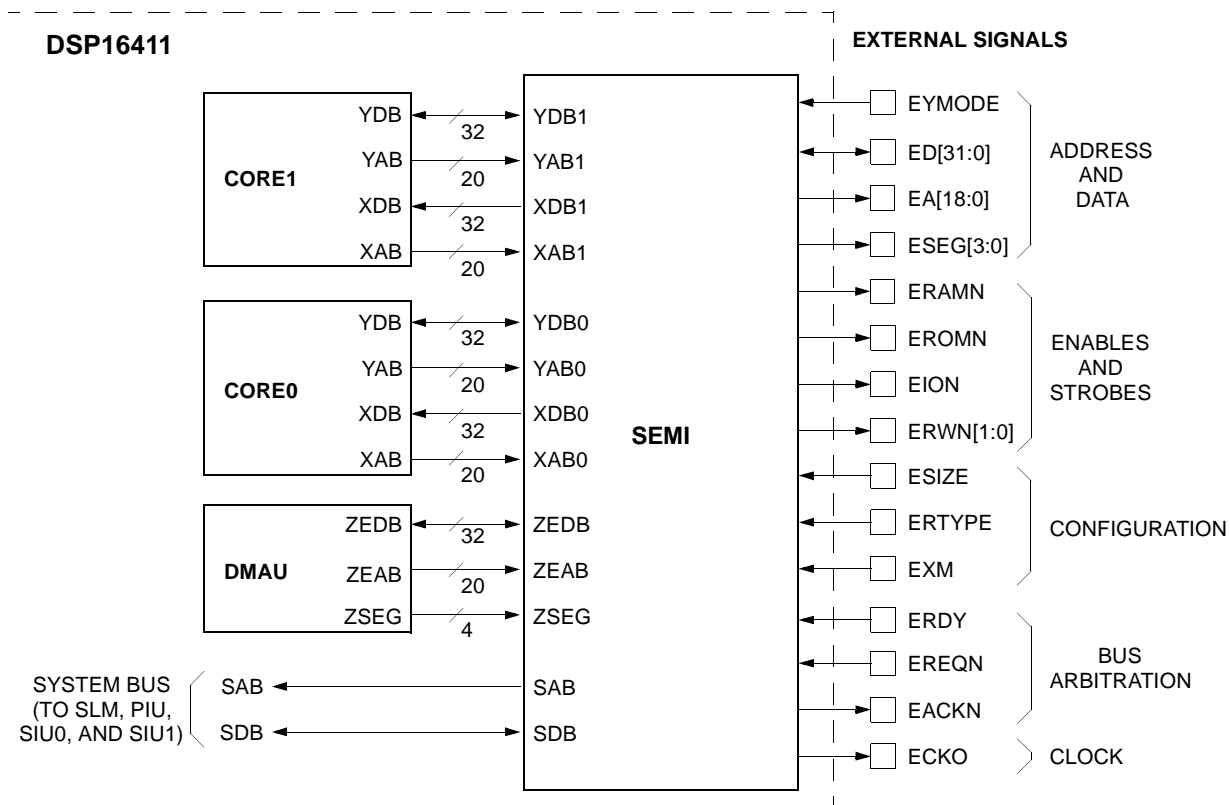 DSP16411
EXTERNAL SIGNALS
CORE1
YDB
32
YDB1
YAB
20
YAB1
XDB
32
XDB1
XAB
20
XAB1
CORE0
YDB
32
YDB0
YAB
20
YAB0
XDB
32
XDB0
XAB
20
XAB0
DMAU
ZEDB
32
ZEDB
ZEAB
20
ZEAB
ZSEG
4
ZSEG
SYSTEM BUS
(TO SLM, PIU,
SIU0, AND SIU1)
SAB
SDB
SAB
SDB
SEMI
EYMODE
ED[31:0]
EA[18:0]
ESEG[3:0]
ADDRESS
AND
DATA
ERAMN
EROMN
EION
ERWN[1:0]
ENABLES
AND
STROBES
ESIZE
ERTYPE
EXM
CONFIGURATION
ERDY
EREQN
EACKN
BUS
ARBITRATION
ECKO
CLOCK